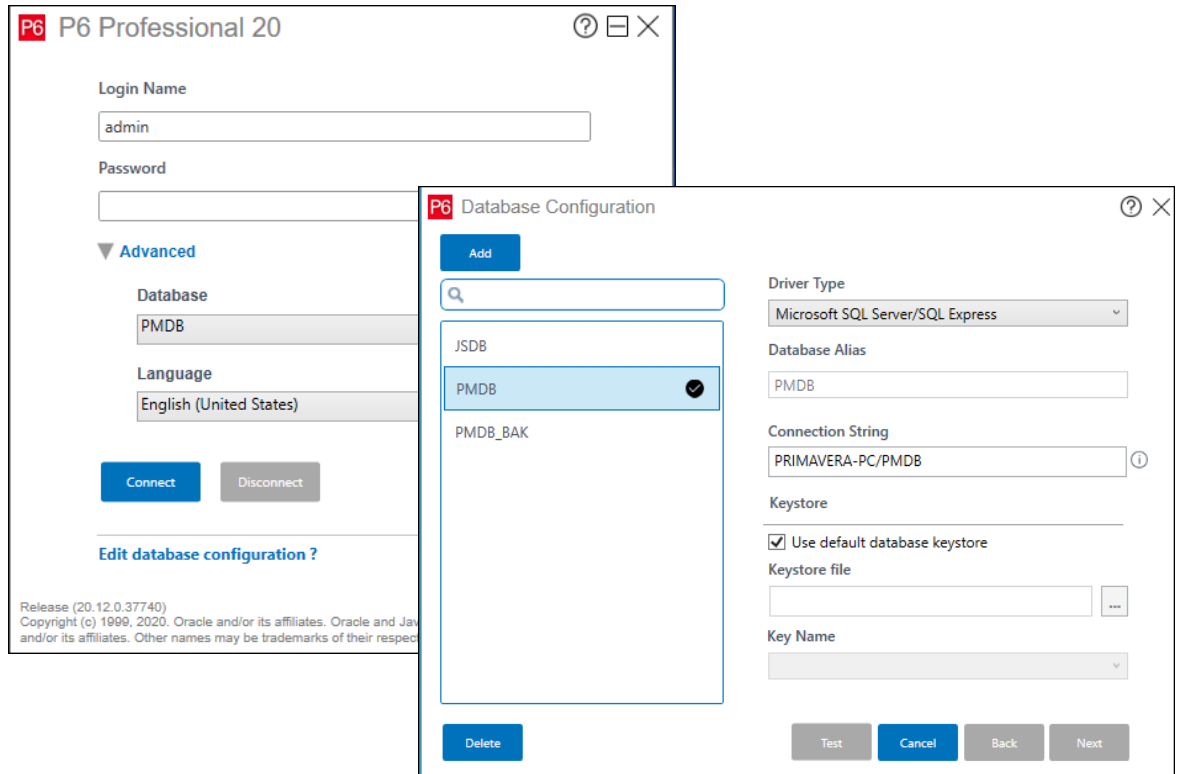 P6 P6 Professional 20
Login Name
admin
Password
Advanced
Database
PMDB
Language
English (United States)
Connect Disconnect
Edit database configuration ?
Release (20.12.0.37740)
Copyright (c) 1999, 2020. Oracle and/or its affiliates. Oracle and
and/or its affiliates. Other names may be trademarks of their
P6 Database Configuration
Add
JSDB
PMDB
PMDB_BAK
Delete
Driver Type
Microsoft SQL Server/SQL Express
Database Alias
PMDB
Connection String
PRIMAVERA-PC/PMDB
Keystore
Use default database keystore
Keystore file
...
Key Name
Test Cancel Back Next